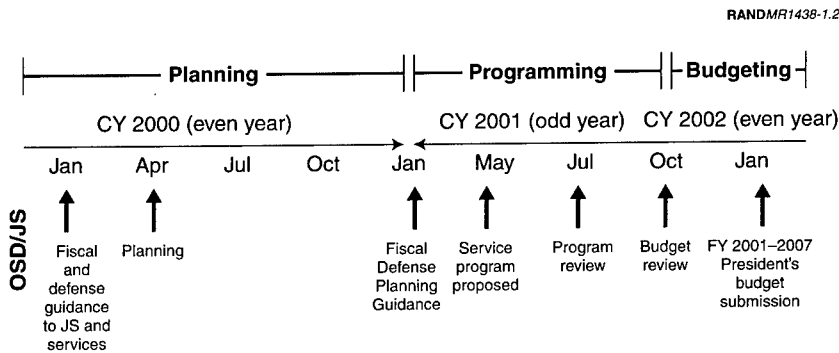 RANDMR1438-1.2
Planning
Programming
Budgeting
CY 2000 (even year)
CY 2001 (odd year)
CY 2002 (even year)
Jan
Apr
Jul
Oct
Jan
May
Jul
Oct
Jan
OSD/JS
Fiscal
and
defense
guidance
to JS and
services
Planning
Fiscal
Defense
Planning
Guidance
Service
program
proposed
Program
review
Budget
review
FY 2001–2007
President's
budget
submission